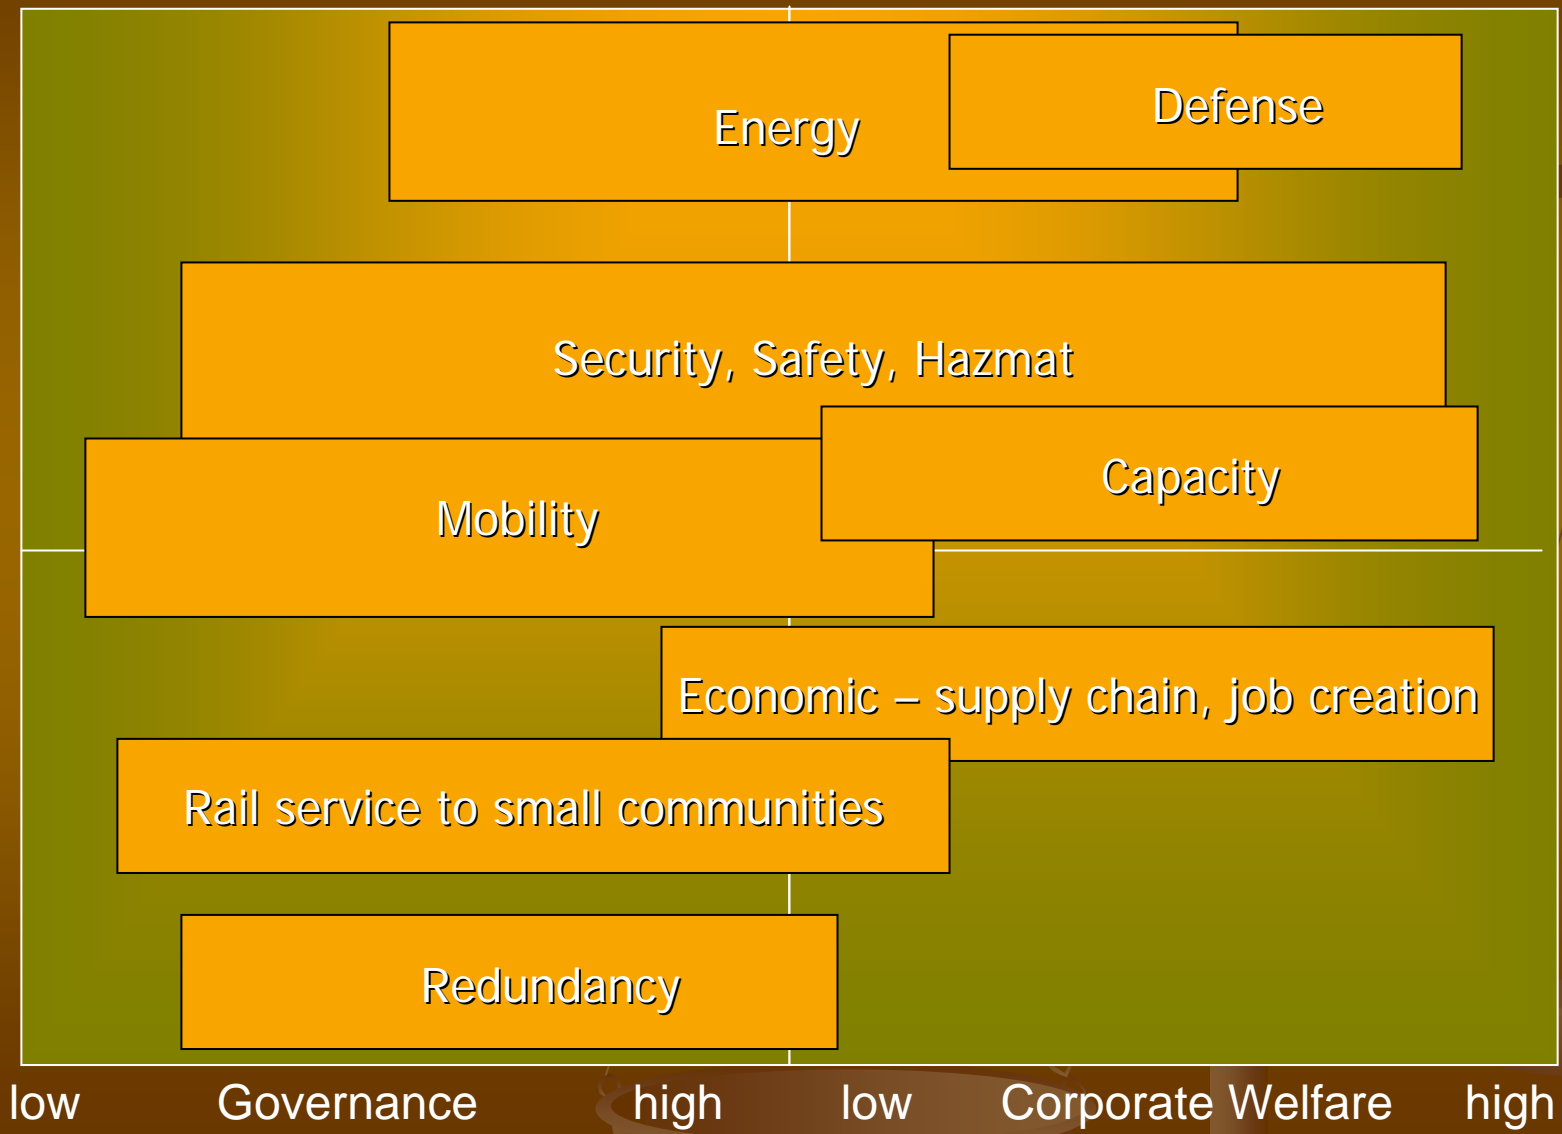 Energy
Defense
Security, Safety, Hazmat
Capacity
Mobility
Economic – supply chain, job creation
Rail service to small communities
Redundancy
low Governance high low Corporate Welfare high